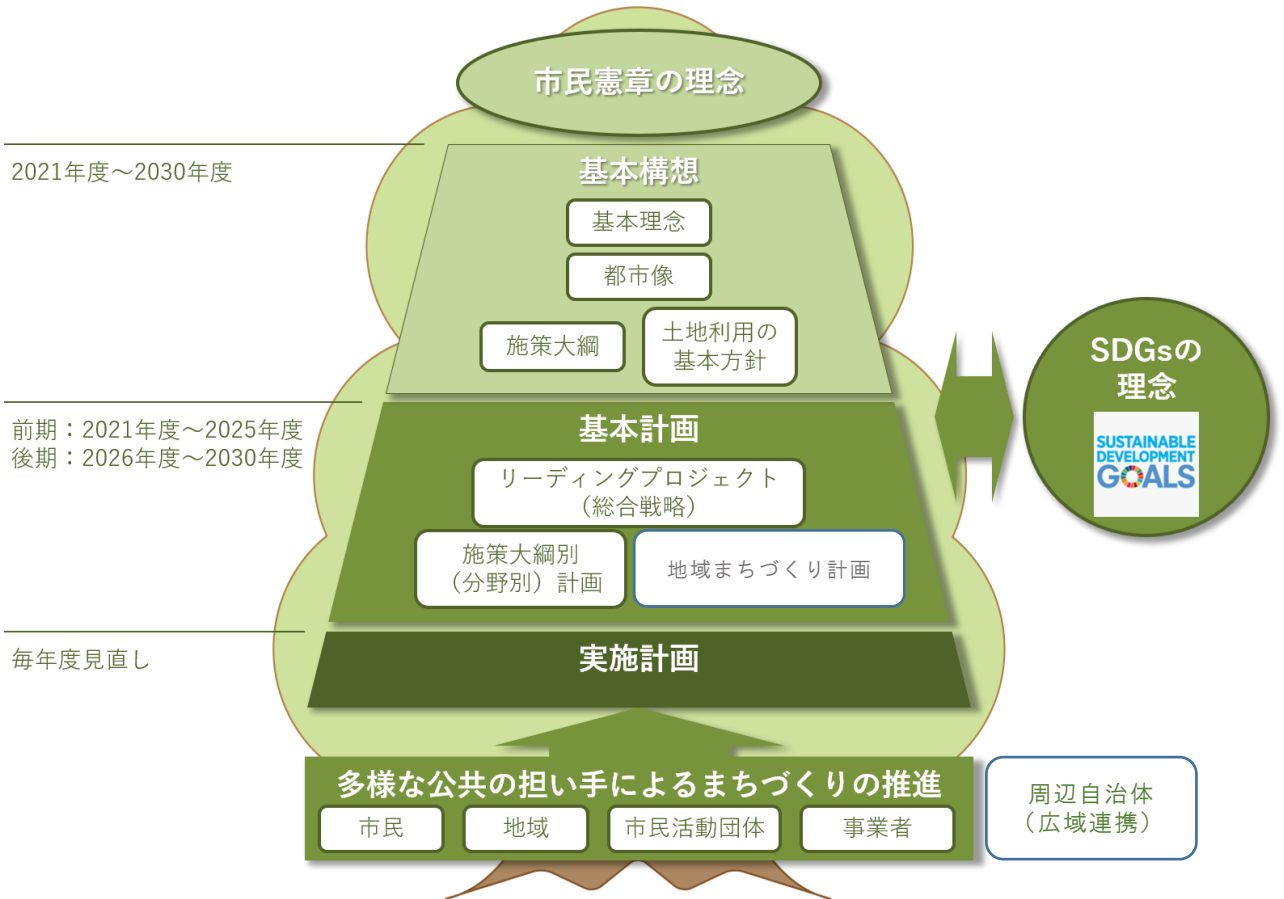 市民憲章の理念
2021年度～2030年度
基本構想
基本理念
都市像
施策大綱
土地利用の
基本方針
SDGsの
理念
SUSTAINABLE
DEVELOPMENT
GOALS
前期：2021年度～2025年度
後期：2026年度～2030年度
基本計画
リーディングプロジェクト
（総合戦略）
施策大綱別
（分野別）計画
地域まちづくり計画
毎年度見直し
実施計画
多様な公共の担い手によるまちづくりの推進
市民
地域
市民活動団体
事業者
周辺自治体
（広域連携）